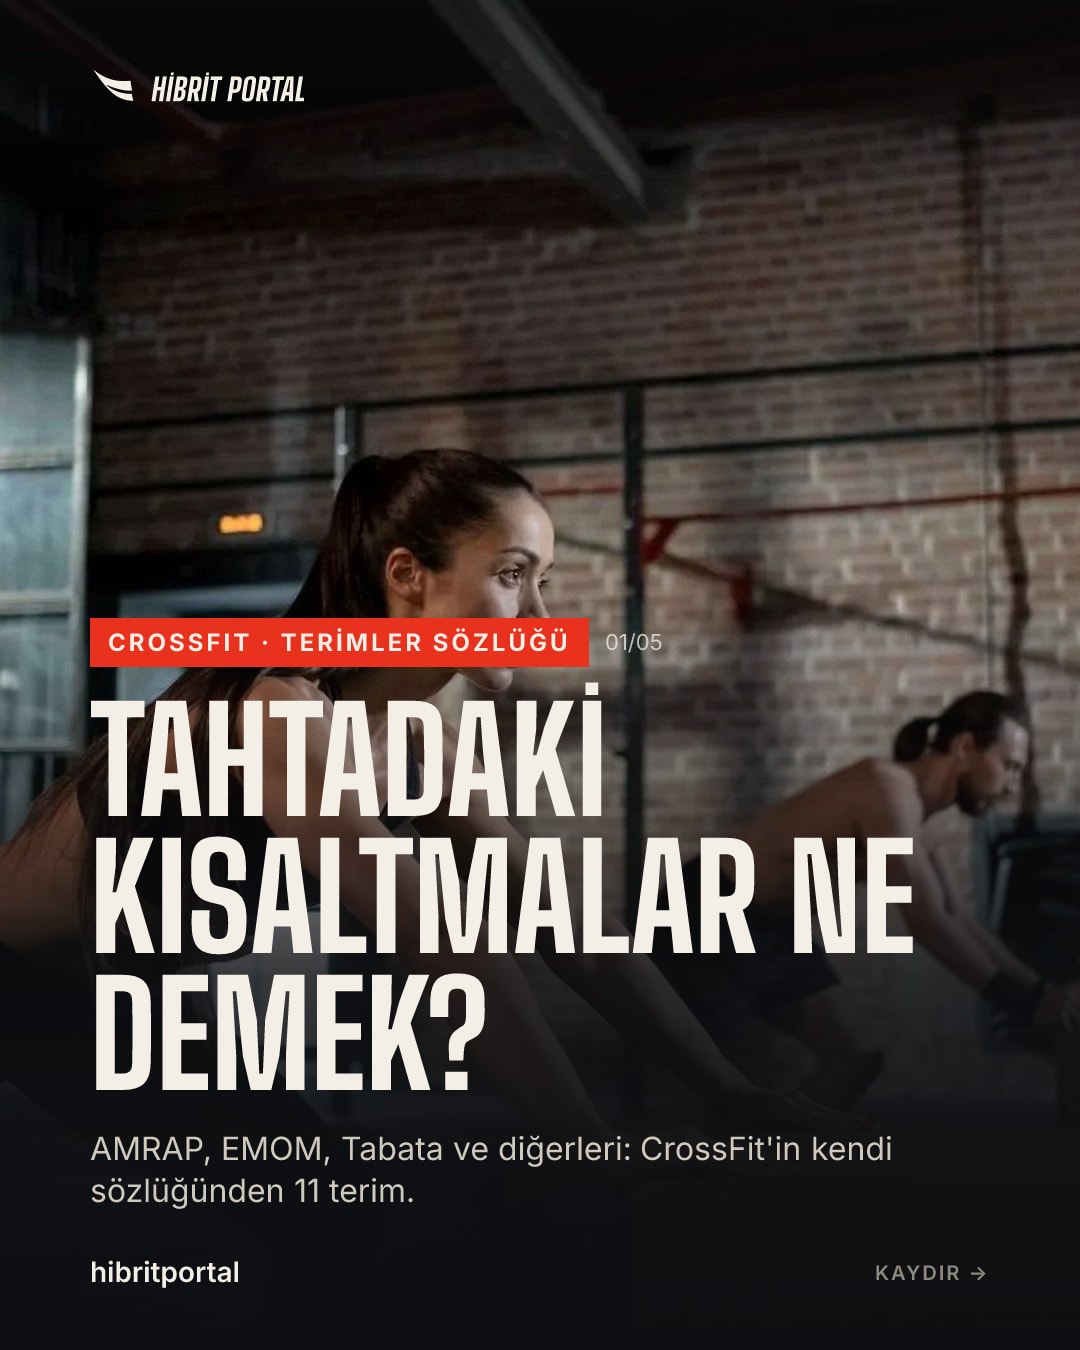 HİBRİT PORTAL
CROSSFIT · TERİMLER SÖZLÜĞÜ 01/05
TAHTADAKİ
KISALTMALAR NE
DEMEK?
AMRAP, EMOM, Tabata ve diğerleri: CrossFit'in kendi
sözlüğünden 11 terim.
hibritportal
KAYDIR →